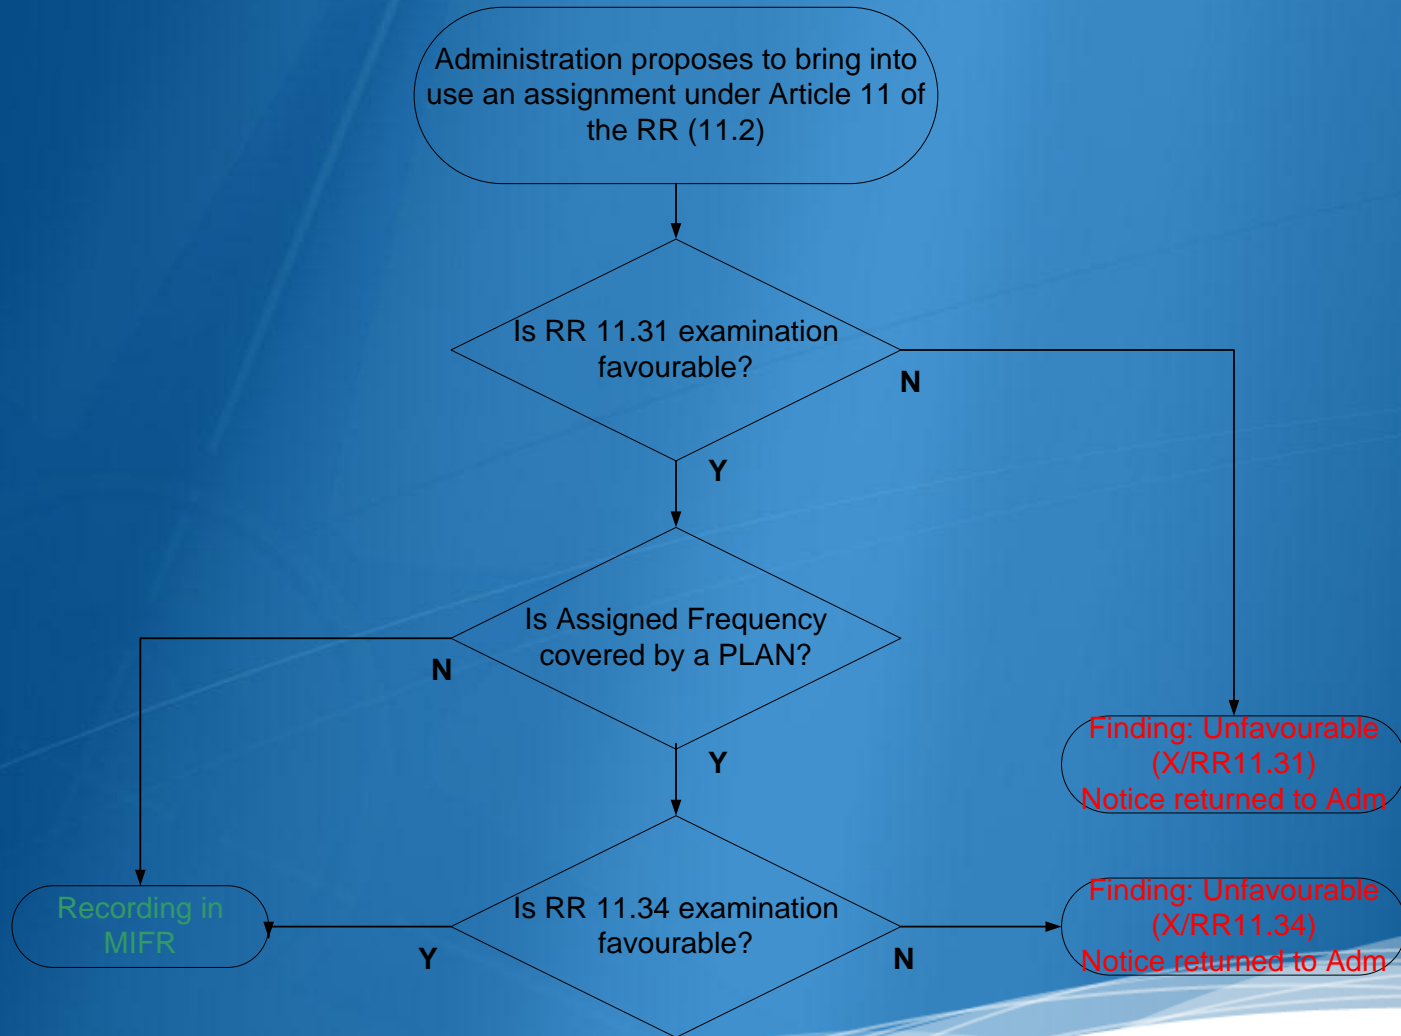 Administration proposes to bring into
use an assignment under Article 11 of
the RR (11.2)
Is RR 11.31 examination
favourable?
N
Y
Is Assigned Frequency
covered by a PLAN?
N
Y
Finding: Unfavourable
(X/RR11.31)
Notice returned to Adm
Recording in
MIFR
Is RR 11.34 examination
favourable?
Y
N
Finding: Unfavourable
(X/RR11.34)
Notice returned to Adm